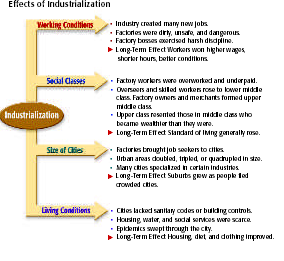 Effects of Industrialization
Industrialization
Working Conditions
• Industry created many new jobs.
• Factories were dirty, unsafe, and dangerous.
• Factory bosses exercised harsh discipline.
Long-Term Effect Workers won higher wages,
shorter hours, better conditions.
Social Classes
• Factory workers were overworked and underpaid.
• Overseers and skilled workers rose to lower middle
class. Factory owners and merchants formed upper
middle class.
• Upper class resented those in middle class who
became wealthier than they were.
Long-Term Effect Standard of living generally rose.
Size of Cities
• Factories brought job seekers to cities.
• Urban areas doubled, tripled, or quadrupled in size.
• Many cities specialized in certain industries.
Long-Term Effect Suburbs grew as people fled
crowded cities.
Living Conditions
• Cities lacked sanitary codes or building controls.
• Housing, water, and social services were scarce.
• Epidemics swept through the city.
Long-Term Effect Housing, diet, and clothing improved.